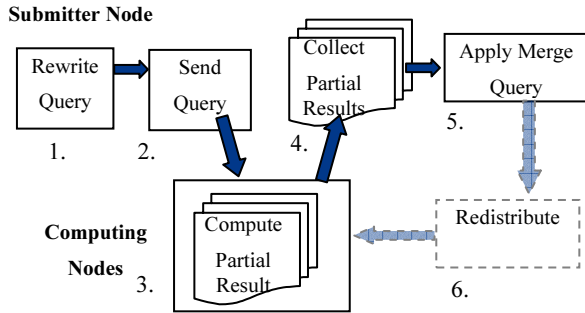 Submitter Node
Rewrite
Query
1.
Send
Query
2.
Computing
Nodes
3.
Compute
Partial
Result
4.
Collect
Partial
Results
Apply Merge
Query
5.
Redistribute
6.